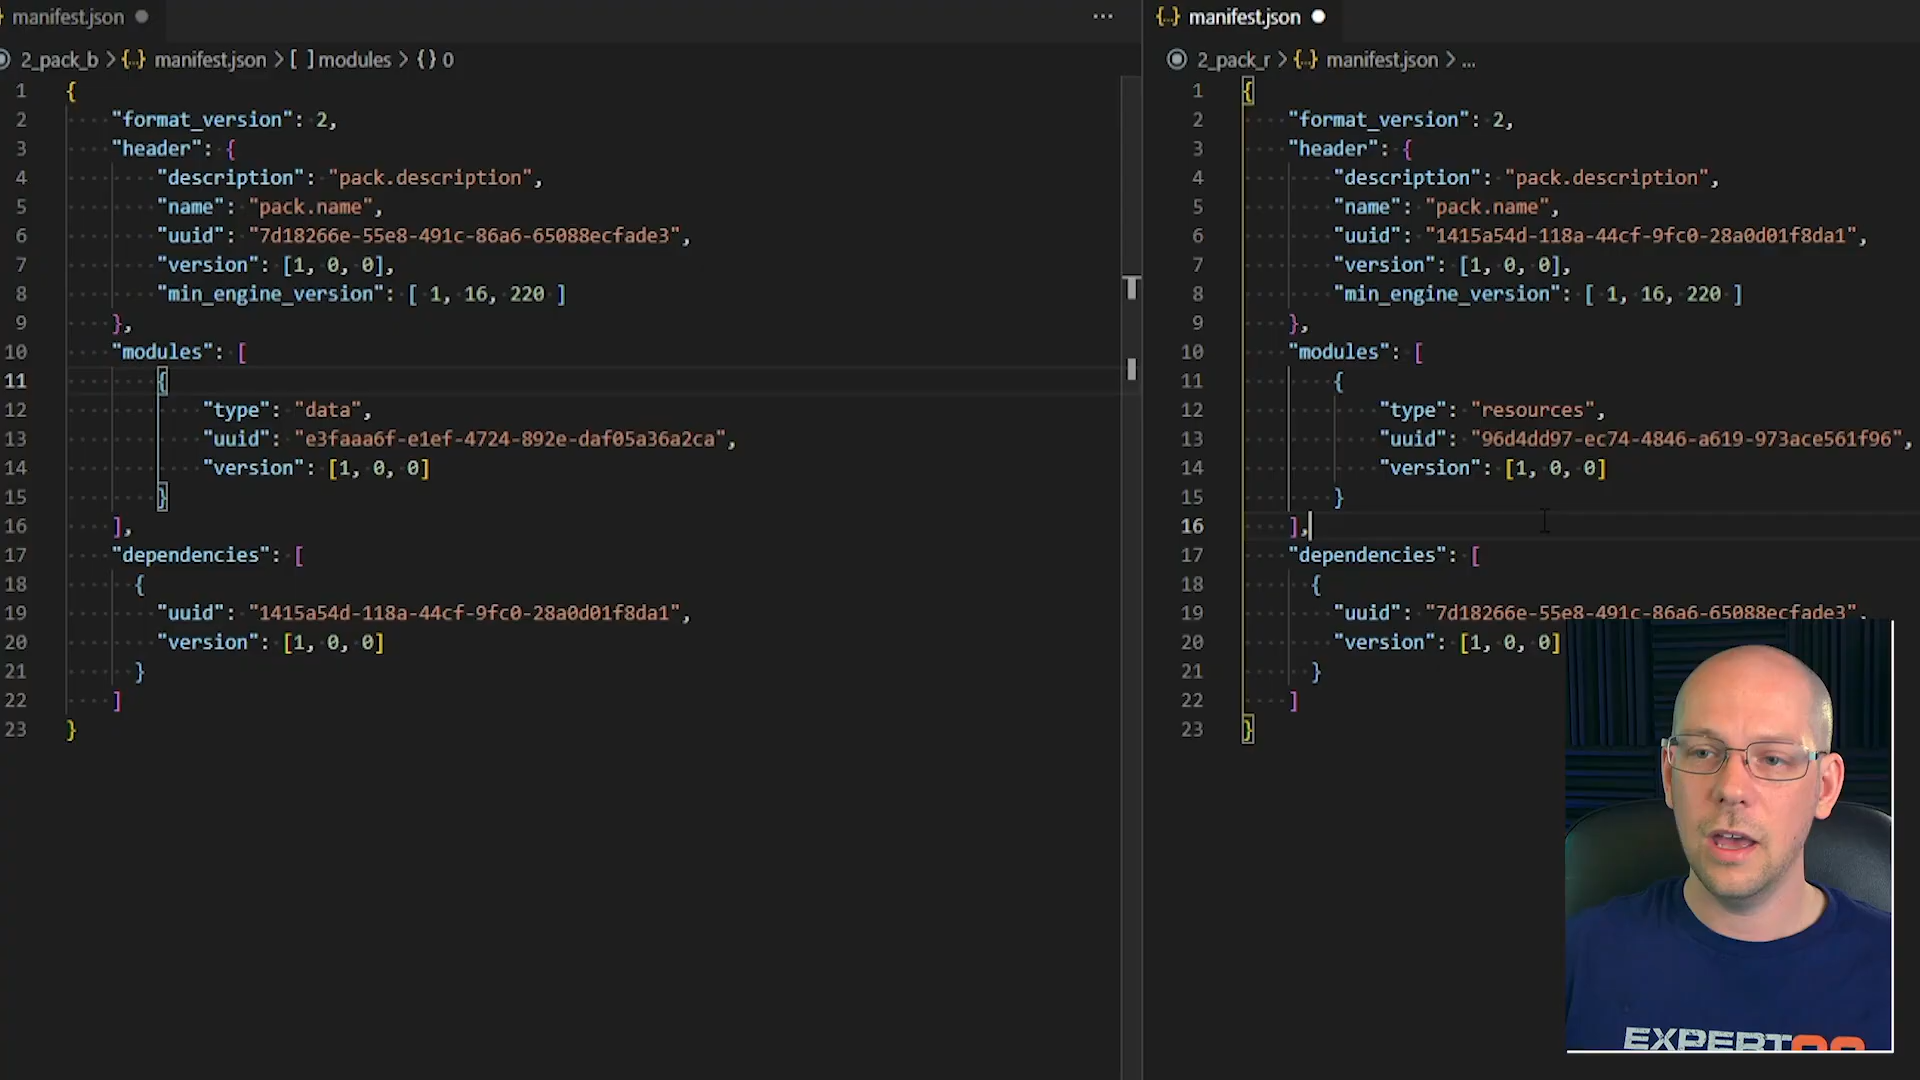 manifest.json
2_pack_b > {..} manifest.json > [ ] modules > {} 0
1 {
2 "format_version": 2,
3 "header": {
4 "description": "pack.description",
5 "name": "pack.name",
6 "uuid": "7d18266e-55e8-491c-86a6-65088ecfade3",
7 "version": [1, 0, 0],
8 "min_engine_version": [ 1, 16, 220 ]
9 },
10 "modules": [
11 {
12 "type": "data",
13 "uuid": "e3faaa6f-e1ef-4724-892e-daf05a36a2ca",
14 "version": [1, 0, 0]
15 }
16 ],
17 "dependencies": [
18 {
19 "uuid": "1415a54d-118a-44cf-9fc0-28a0d01f8da1",
20 "version": [1, 0, 0]
21 }
22 ]
23 }
{..} manifest.json
2_pack_r > {..} manifest.json > ...
1 {
2 "format_version": 2,
3 "header": {
4 "description": "pack.description",
5 "name": "pack.name",
6 "uuid": "1415a54d-118a-44cf-9fc0-28a0d01f8da1",
7 "version": [1, 0, 0],
8 "min_engine_version": [ 1, 16, 220 ]
9 },
10 "modules": [
11 {
12 "type": "resources",
13 "uuid": "96d4dd97-ec74-4846-a619-973ace561f96",
14 "version": [1, 0, 0]
15 }
16 ],
17 "dependencies": [
18 {
19 "uuid": "7d18266e-55e8-491c-86a6-65088ecfade3",
20 "version": [1, 0, 0]
21 }
22 ]
23 }